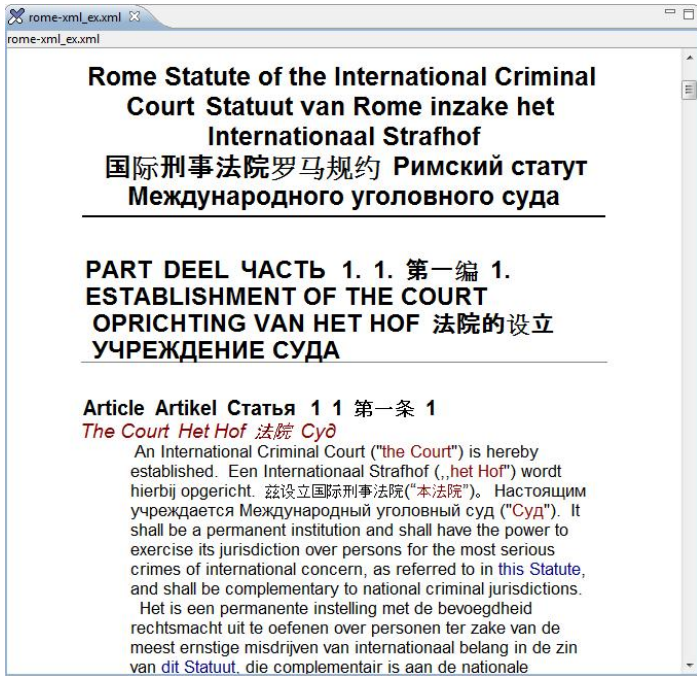 rome-xml_ex.xml
rome-xml_ex.xml
Rome Statute of the International Criminal
Court Statuut van Rome inzake het
Internationaal Strafhof
国际刑事法院罗马规约 Римский статут
Международного уголовного суда
PART DEEL ЧАСТЬ 1. 1. 第一编 1.
ESTABLISHMENT OF THE COURT
OPRICHTING VAN HET HOF 法院的设立
УЧРЕЖДЕНИЕ СУДА
Article Artikel Статья 1 1 第一条 1
The Court Het Hof 法院 Суд
An International Criminal Court ("the Court") is hereby
established. Een Internationaal Strafhof (,,het Hof") wordt
hierbij opgericht. 兹设立国际刑事法院(“本法院”)。 Настоящим
учреждается Международный уголовный суд ("Суд"). It
shall be a permanent institution and shall have the power to
exercise its jurisdiction over persons for the most serious
crimes of international concern, as referred to in this Statute,
and shall be complementary to national criminal jurisdictions.
Het is een permanente instelling met de bevoegdheid
rechtsmacht uit te oefenen over personen ter zake van de
meest ernstige misdrijven van internationaal belang in de zin
van dit Statuut, die complementair is aan de nationale